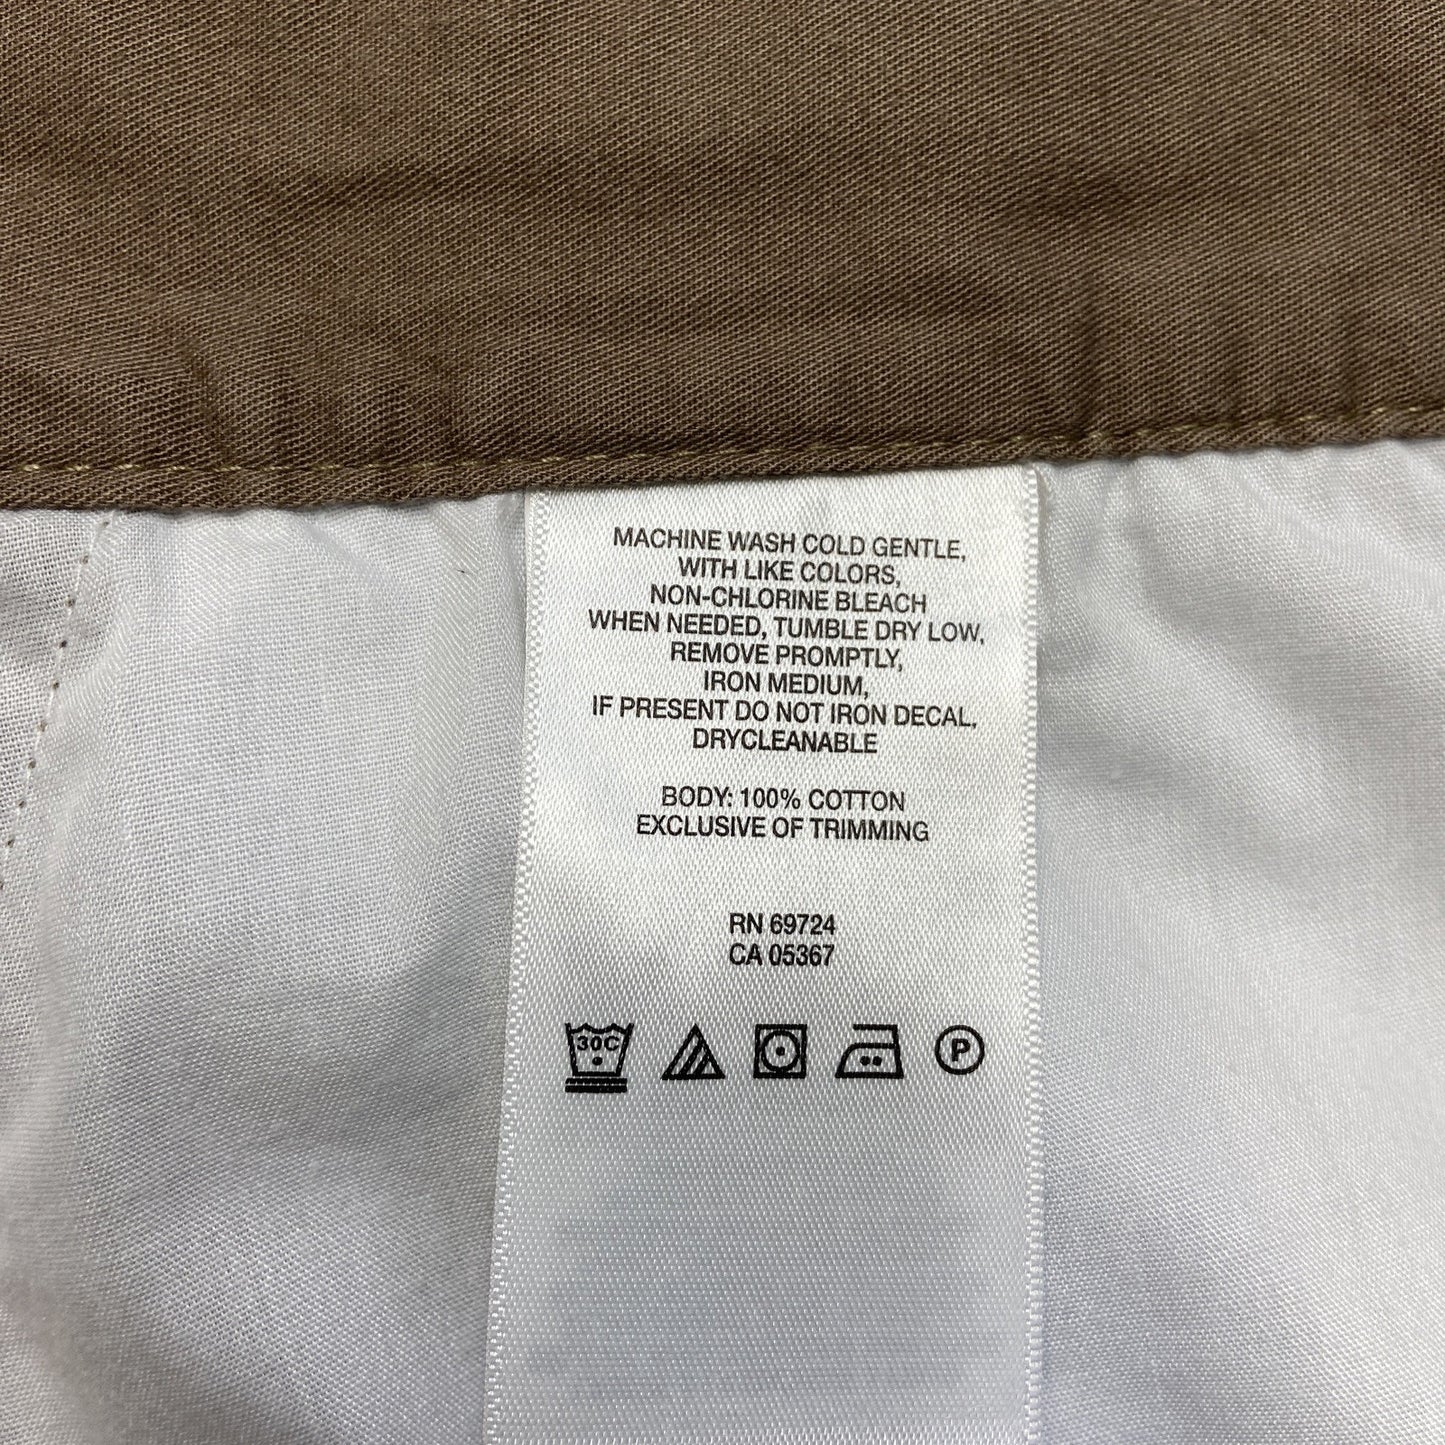 MACHINE WASH COLD GENTLE,
WITH LIKE COLORS,
NON-CHLORINE BLEACH
WHEN NEEDED, TUMBLE DRY LOW,
REMOVE PROMPTLY,
IRON MEDIUM,
IF PRESENT DO NOT IRON DECAL,
DRYCLEANABLE
BODY: 100% COTTON
EXCLUSIVE OF TRIMMING
RN 69724
CA 05367
30C P